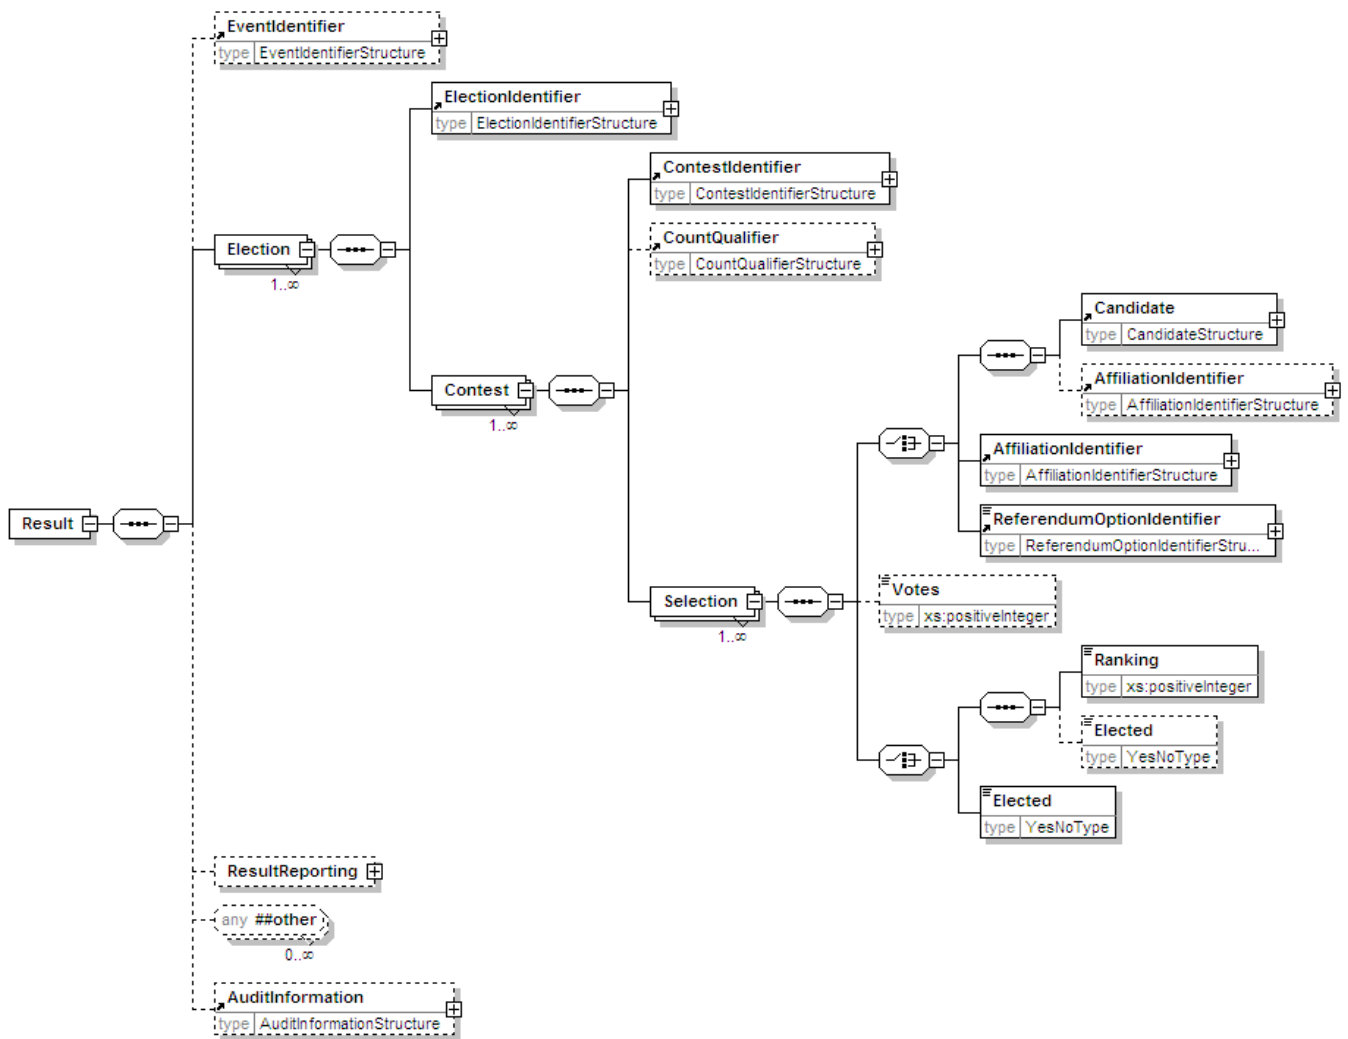 EventIdentifier
type EventIdentifierStructure
ElectionIdentifier
type ElectionIdentifierStructure
ContestIdentifier
type ContestIdentifierStructure
CountQualifier
type CountQualifierStructure
Election
1..∞
Candidate
type CandidateStructure
AffiliationIdentifier
type AffiliationIdentifierStructure
Contest
1..∞
AffiliationIdentifier
type AffiliationIdentifierStructure
ReferendumOptionIdentifier
type ReferendumOptionIdentifierStru...
Result
Selection
1..∞
Votes
type xs:positiveInteger
Ranking
type xs:positiveInteger
Elected
type YesNoType
Elected
type YesNoType
ResultReporting
any ##other
0..∞
AuditInformation
type AuditInformationStructure